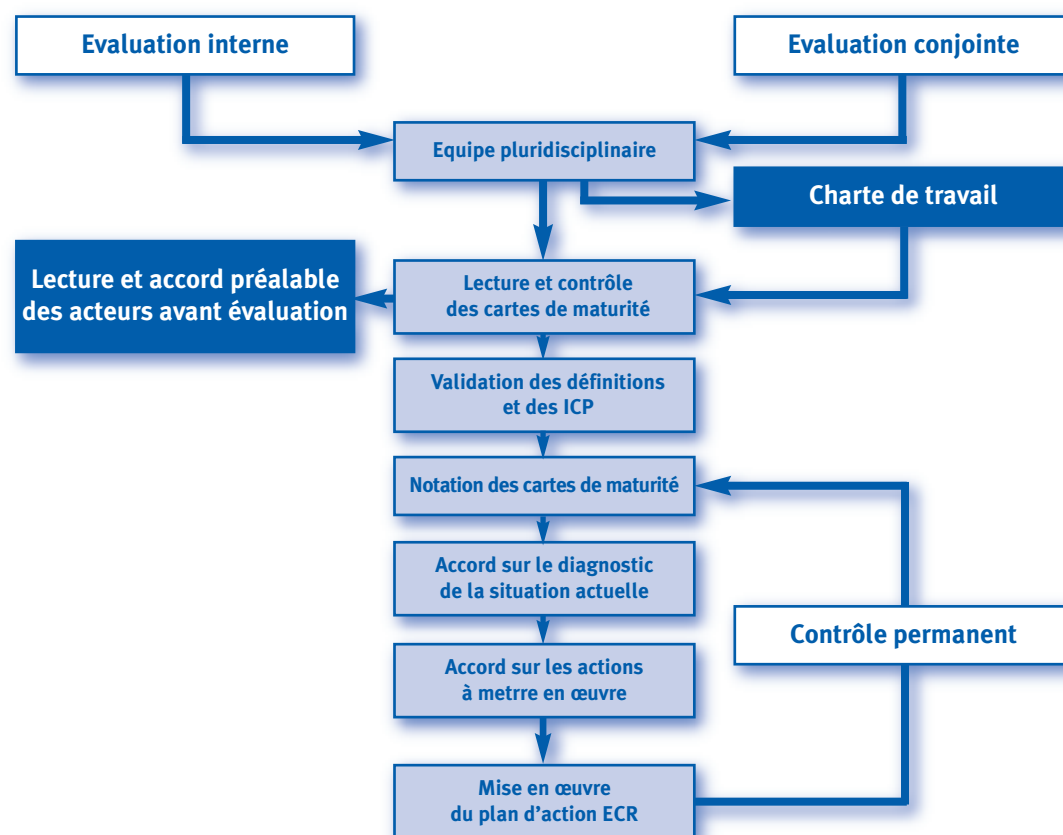 Evaluation interne
Evaluation conjointe
Equipe pluridisciplinaire
Charte de travail
Lecture et accord préalable
des acteurs avant évaluation
Lecture et contrôle
des cartes de maturité
Validation des définitions
et des ICP
Notation des cartes de maturité
Accord sur le diagnostic
de la situation actuelle
Contrôle permanent
Accord sur les actions
à metrre en œuvre
Mise en œuvre
du plan d’action ECR